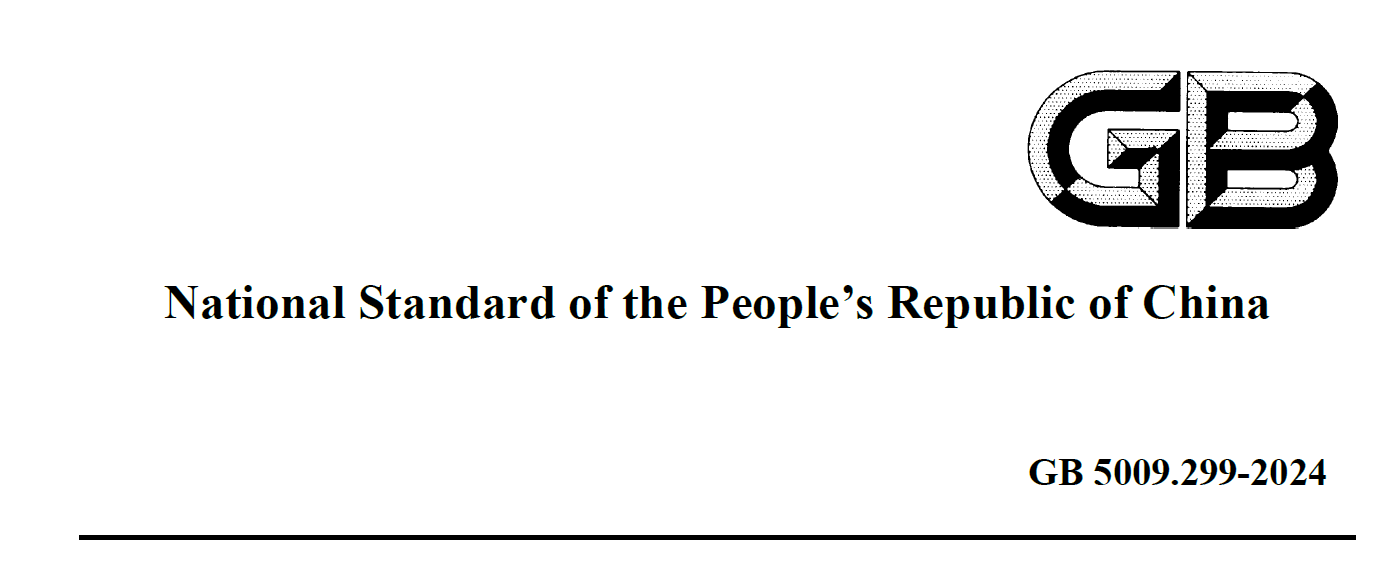 GB
National Standard of the People’s Republic of China
GB 5009.299-2024